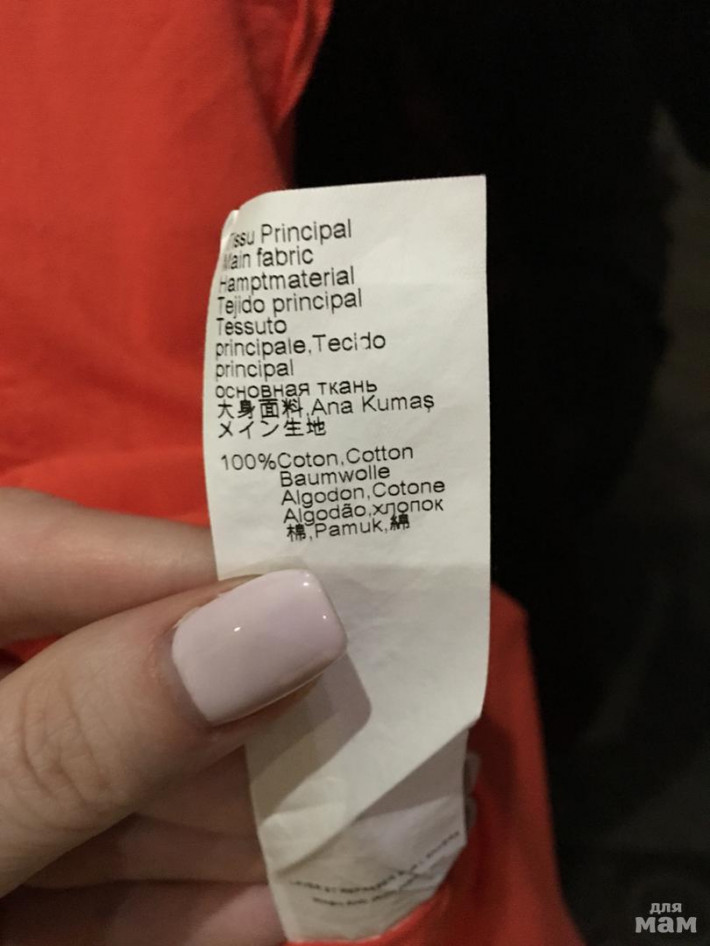 Tissu Principal
Main fabric
Hamptmaterial
Tejido principal
Tessuto
principale,Tecido
principal
основная ткань
大身面料,Ana Kumaş
メイン生地
100%Coton,Cotton
Baumwolle
Algodon,Cotone
Algodão,хлопок
棉,Pamuk,綿
для
мам